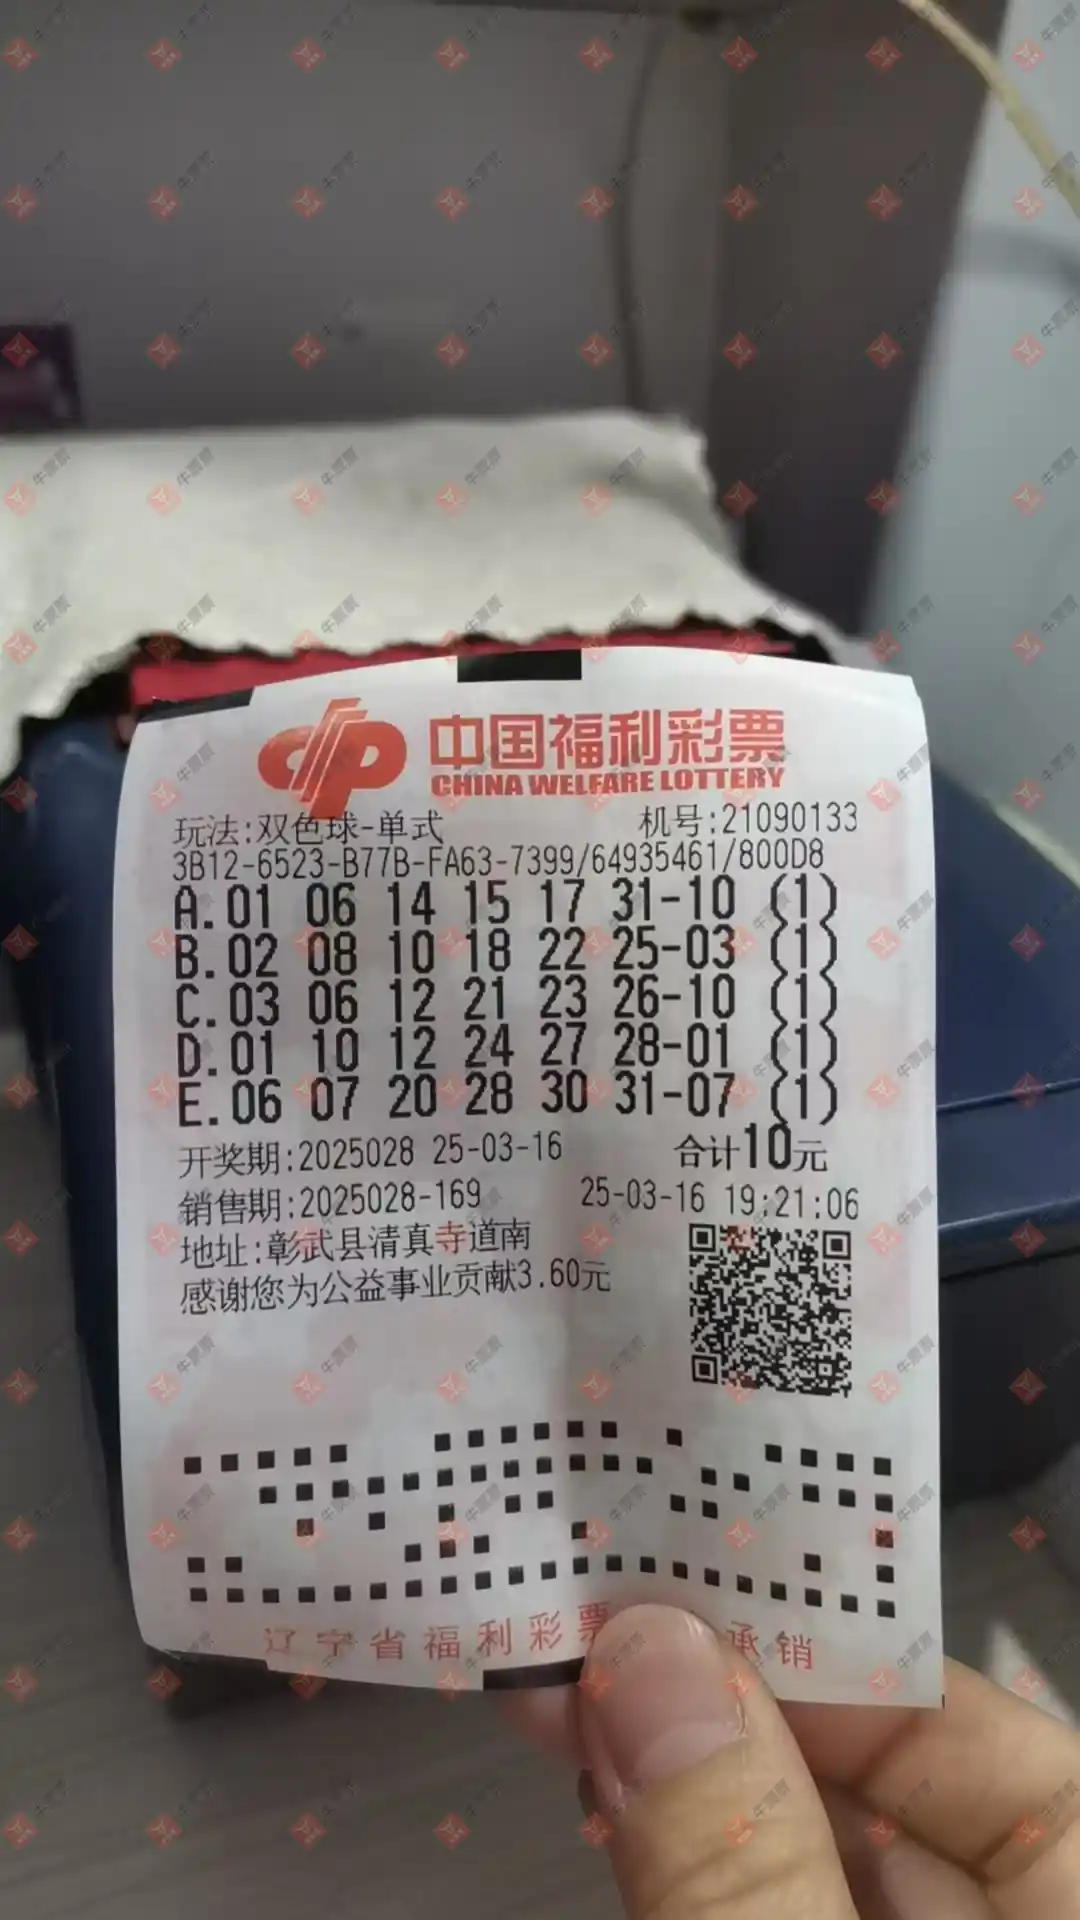 中国福利彩票
CHINA WELFARE LOTTERY
玩法:双色球-单式 机号:21090133
3B12-6523-B77B-FA63-7399/64935461/800D8
A.01 06 14 15 17 31-10 (1)
B.02 08 10 18 22 25-03 (1)
C.03 06 12 21 23 26-10 (1)
D.01 10 12 24 27 28-01 (1)
E.06 07 20 28 30 31-07 (1)
开奖期:2025028 25-03-16 合计10元
销售期:2025028-169 25-03-16 19:21:06
地址:彰武县清真寺道南
感谢您为公益事业贡献3.60元
辽宁省福利彩票 承销